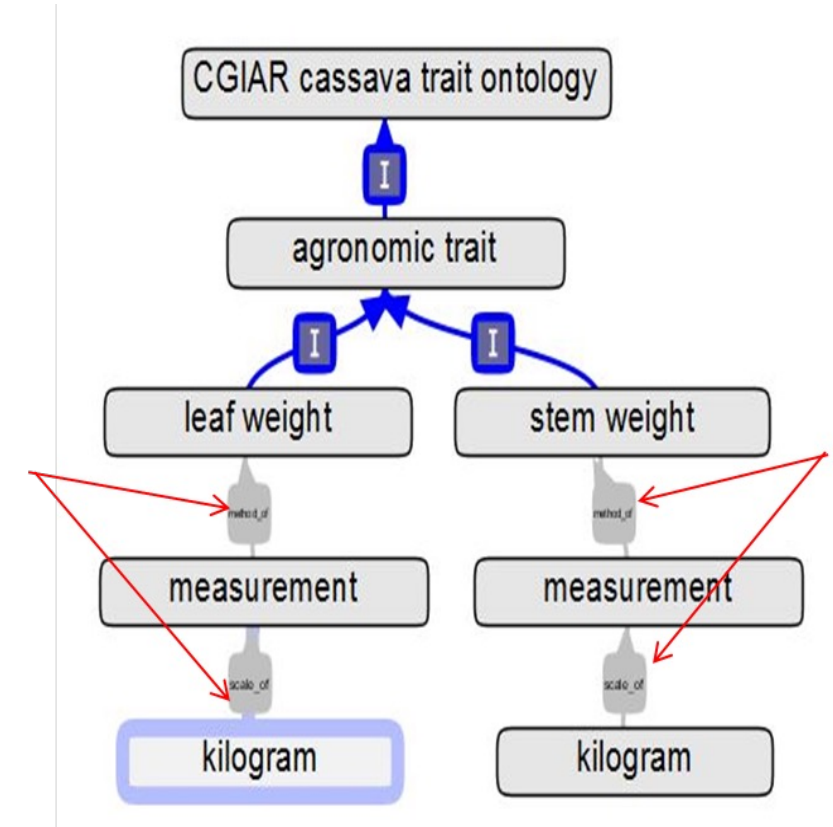 CGIAR cassava trait ontology
I
agronomic trait
I
I
leaf weight
stem weight
method_of
method_of
measurement
measurement
scale_of
scale_of
kilogram
kilogram